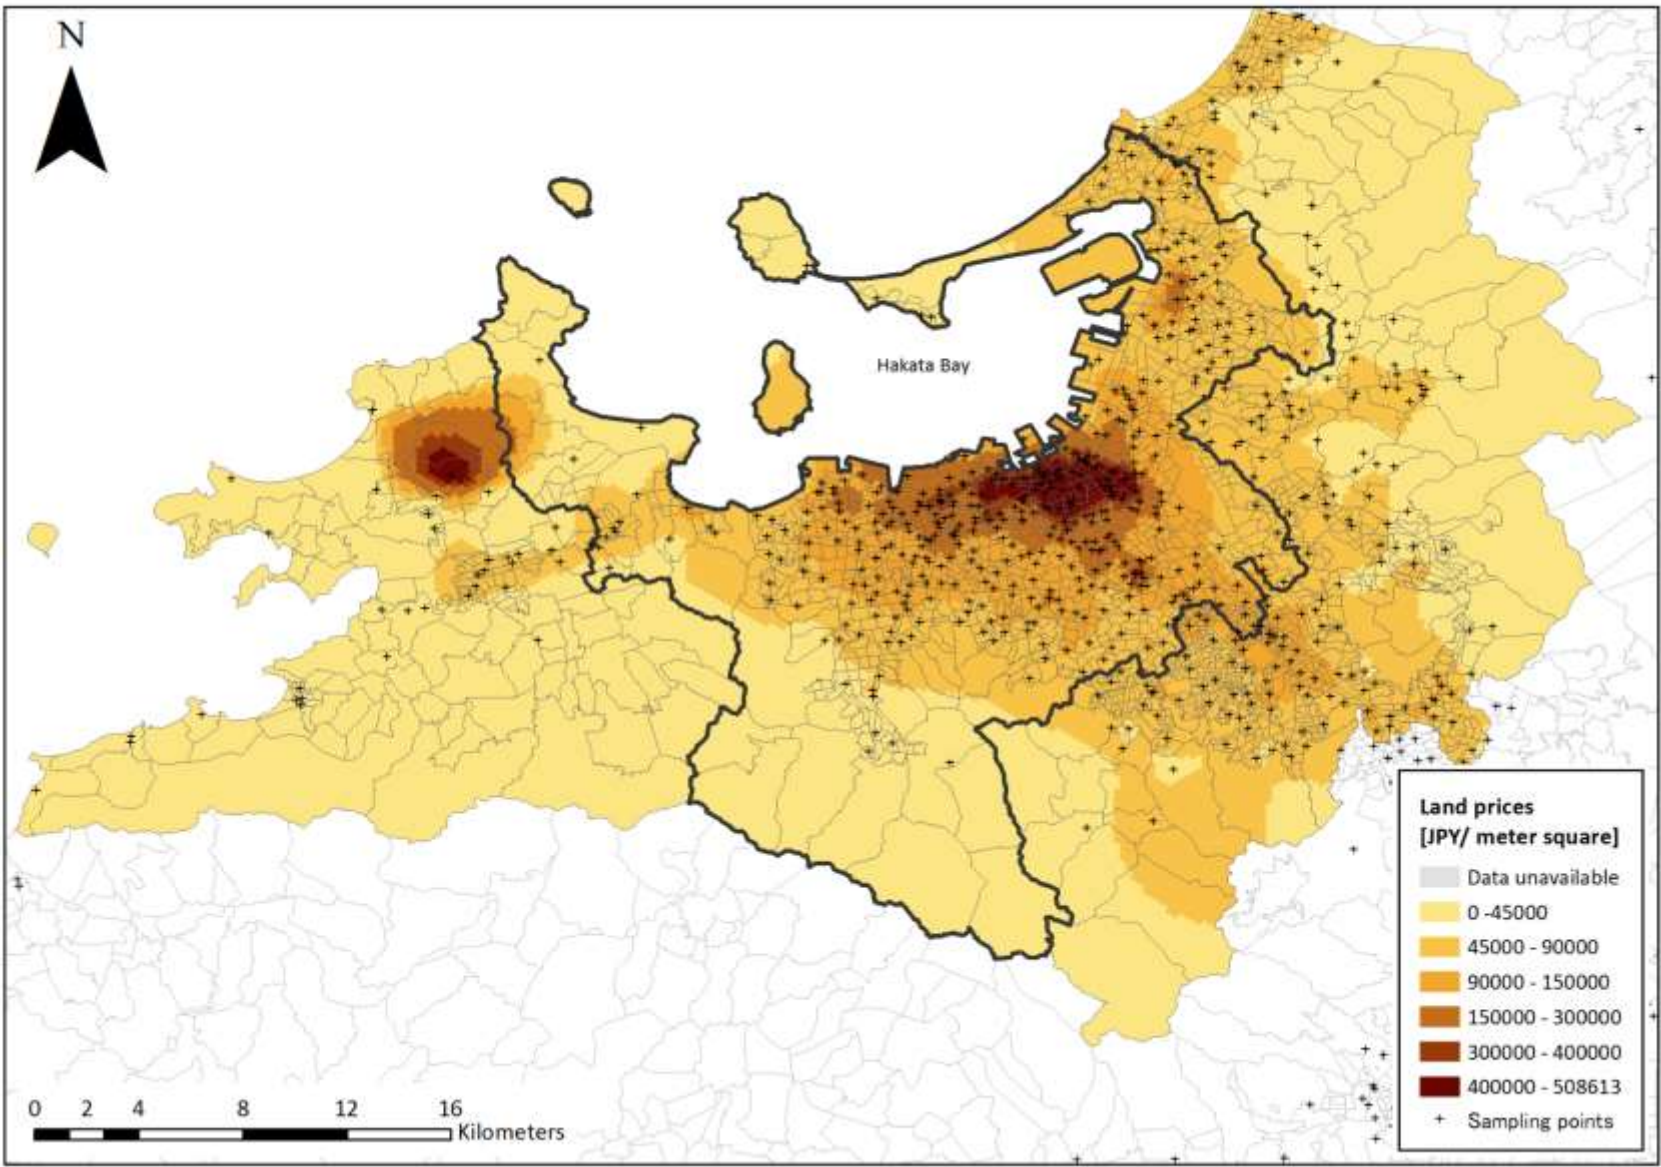 N
Hakata Bay
Land prices
[JPY/ meter square]
Data unavailable
0 -45000
45000 - 90000
90000 - 150000
150000 - 300000
300000 - 400000
400000 - 508613
+ Sampling points
0 2 4 8 12 16
Kilometers